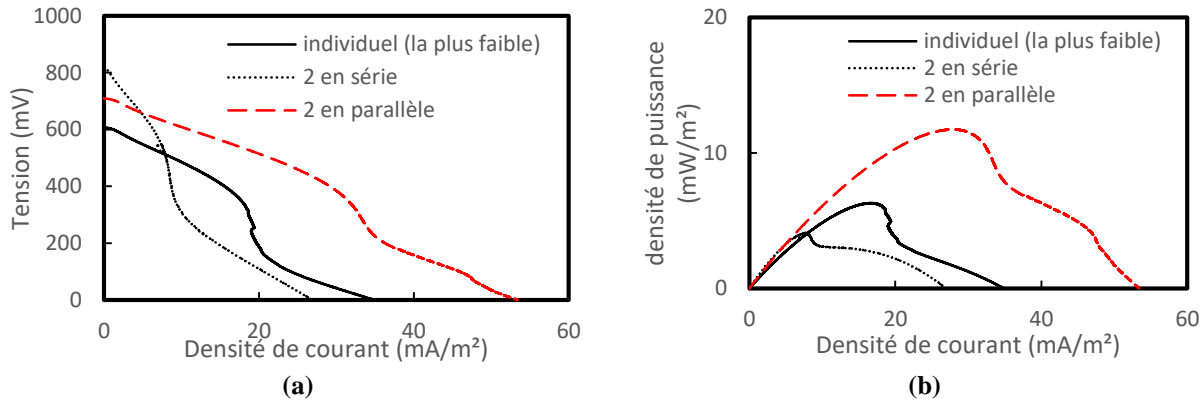 1000
800
600
400
200
0
Tension (mV)
individuel (la plus faible)
2 en série
2 en parallèle
0 20 40 60
Densité de courant (mA/m²)
(a)
20
10
0
densité de puissance
(mW/m²)
individuel (la plus faible)
2 en série
2 en parallèle
0 20 40 60
Densité de courant (mA/m²)
(b)